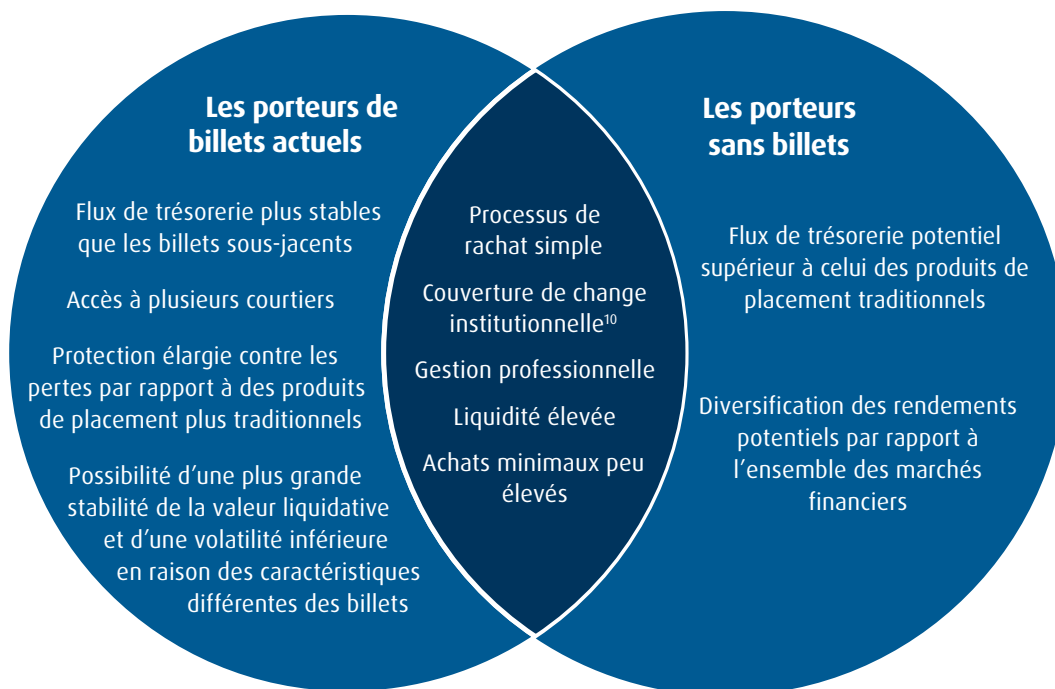 Les porteurs de
billets actuels
Flux de trésorerie plus stables
que les billets sous-jacents
Accès à plusieurs courtiers
Protection élargie contre les
pertes par rapport à des produits
de placement plus traditionnels
Possibilité d’une plus grande
stabilité de la valeur liquidative
et d’une volatilité inférieure
en raison des caractéristiques
différentes des billets
Processus de
rachat simple
Couverture de change
institutionnelle¹⁰
Gestion professionnelle
Liquidité élevée
Achats minimaux peu
élevés
Les porteurs
sans billets
Flux de trésorerie potentiel
supérieur à celui des produits de
placement traditionnels
Diversification des rendements
potentiels par rapport à
l’ensemble des marchés
financiers